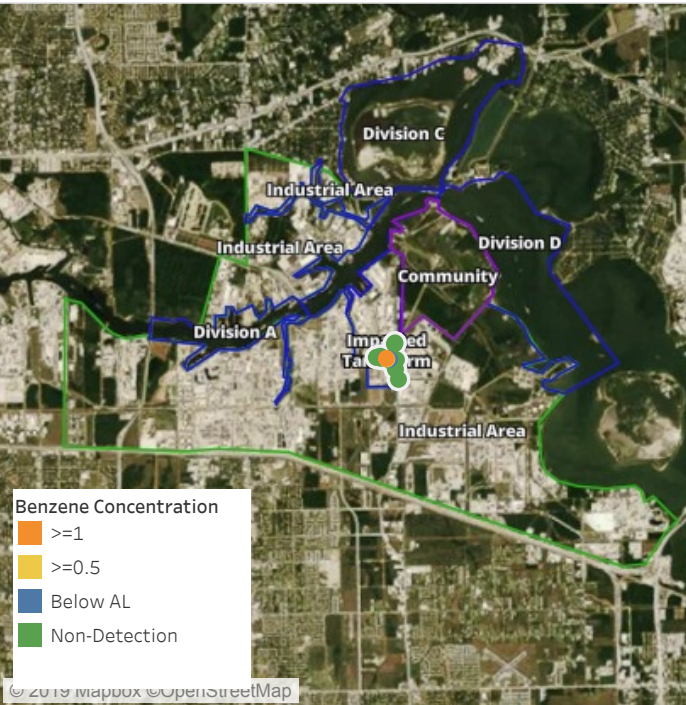 Division C
Industrial Area
Division D
Industrial Area
Community
Division A
Industrial Area
Benzene Concentration
>=1
>=0.5
Below AL
Non-Detection
© 2019 Mapbox ©OpenStreetMap